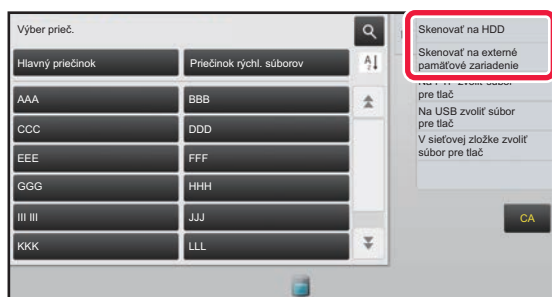 Výber prieč.
Hlavný priečinok
Priečinok rýchl. súborov
AAA
BBB
CCC
DDD
EEE
FFF
GGG
HHH
III III
JJJ
KKK
LLL
Skenovať na HDD
Skenovať na externé
pamäťové zariadenie
pre tlač
Na USB zvoliť súbor
pre tlač
V sieťovej zložke zvoliť
súbor pre tlač
CA